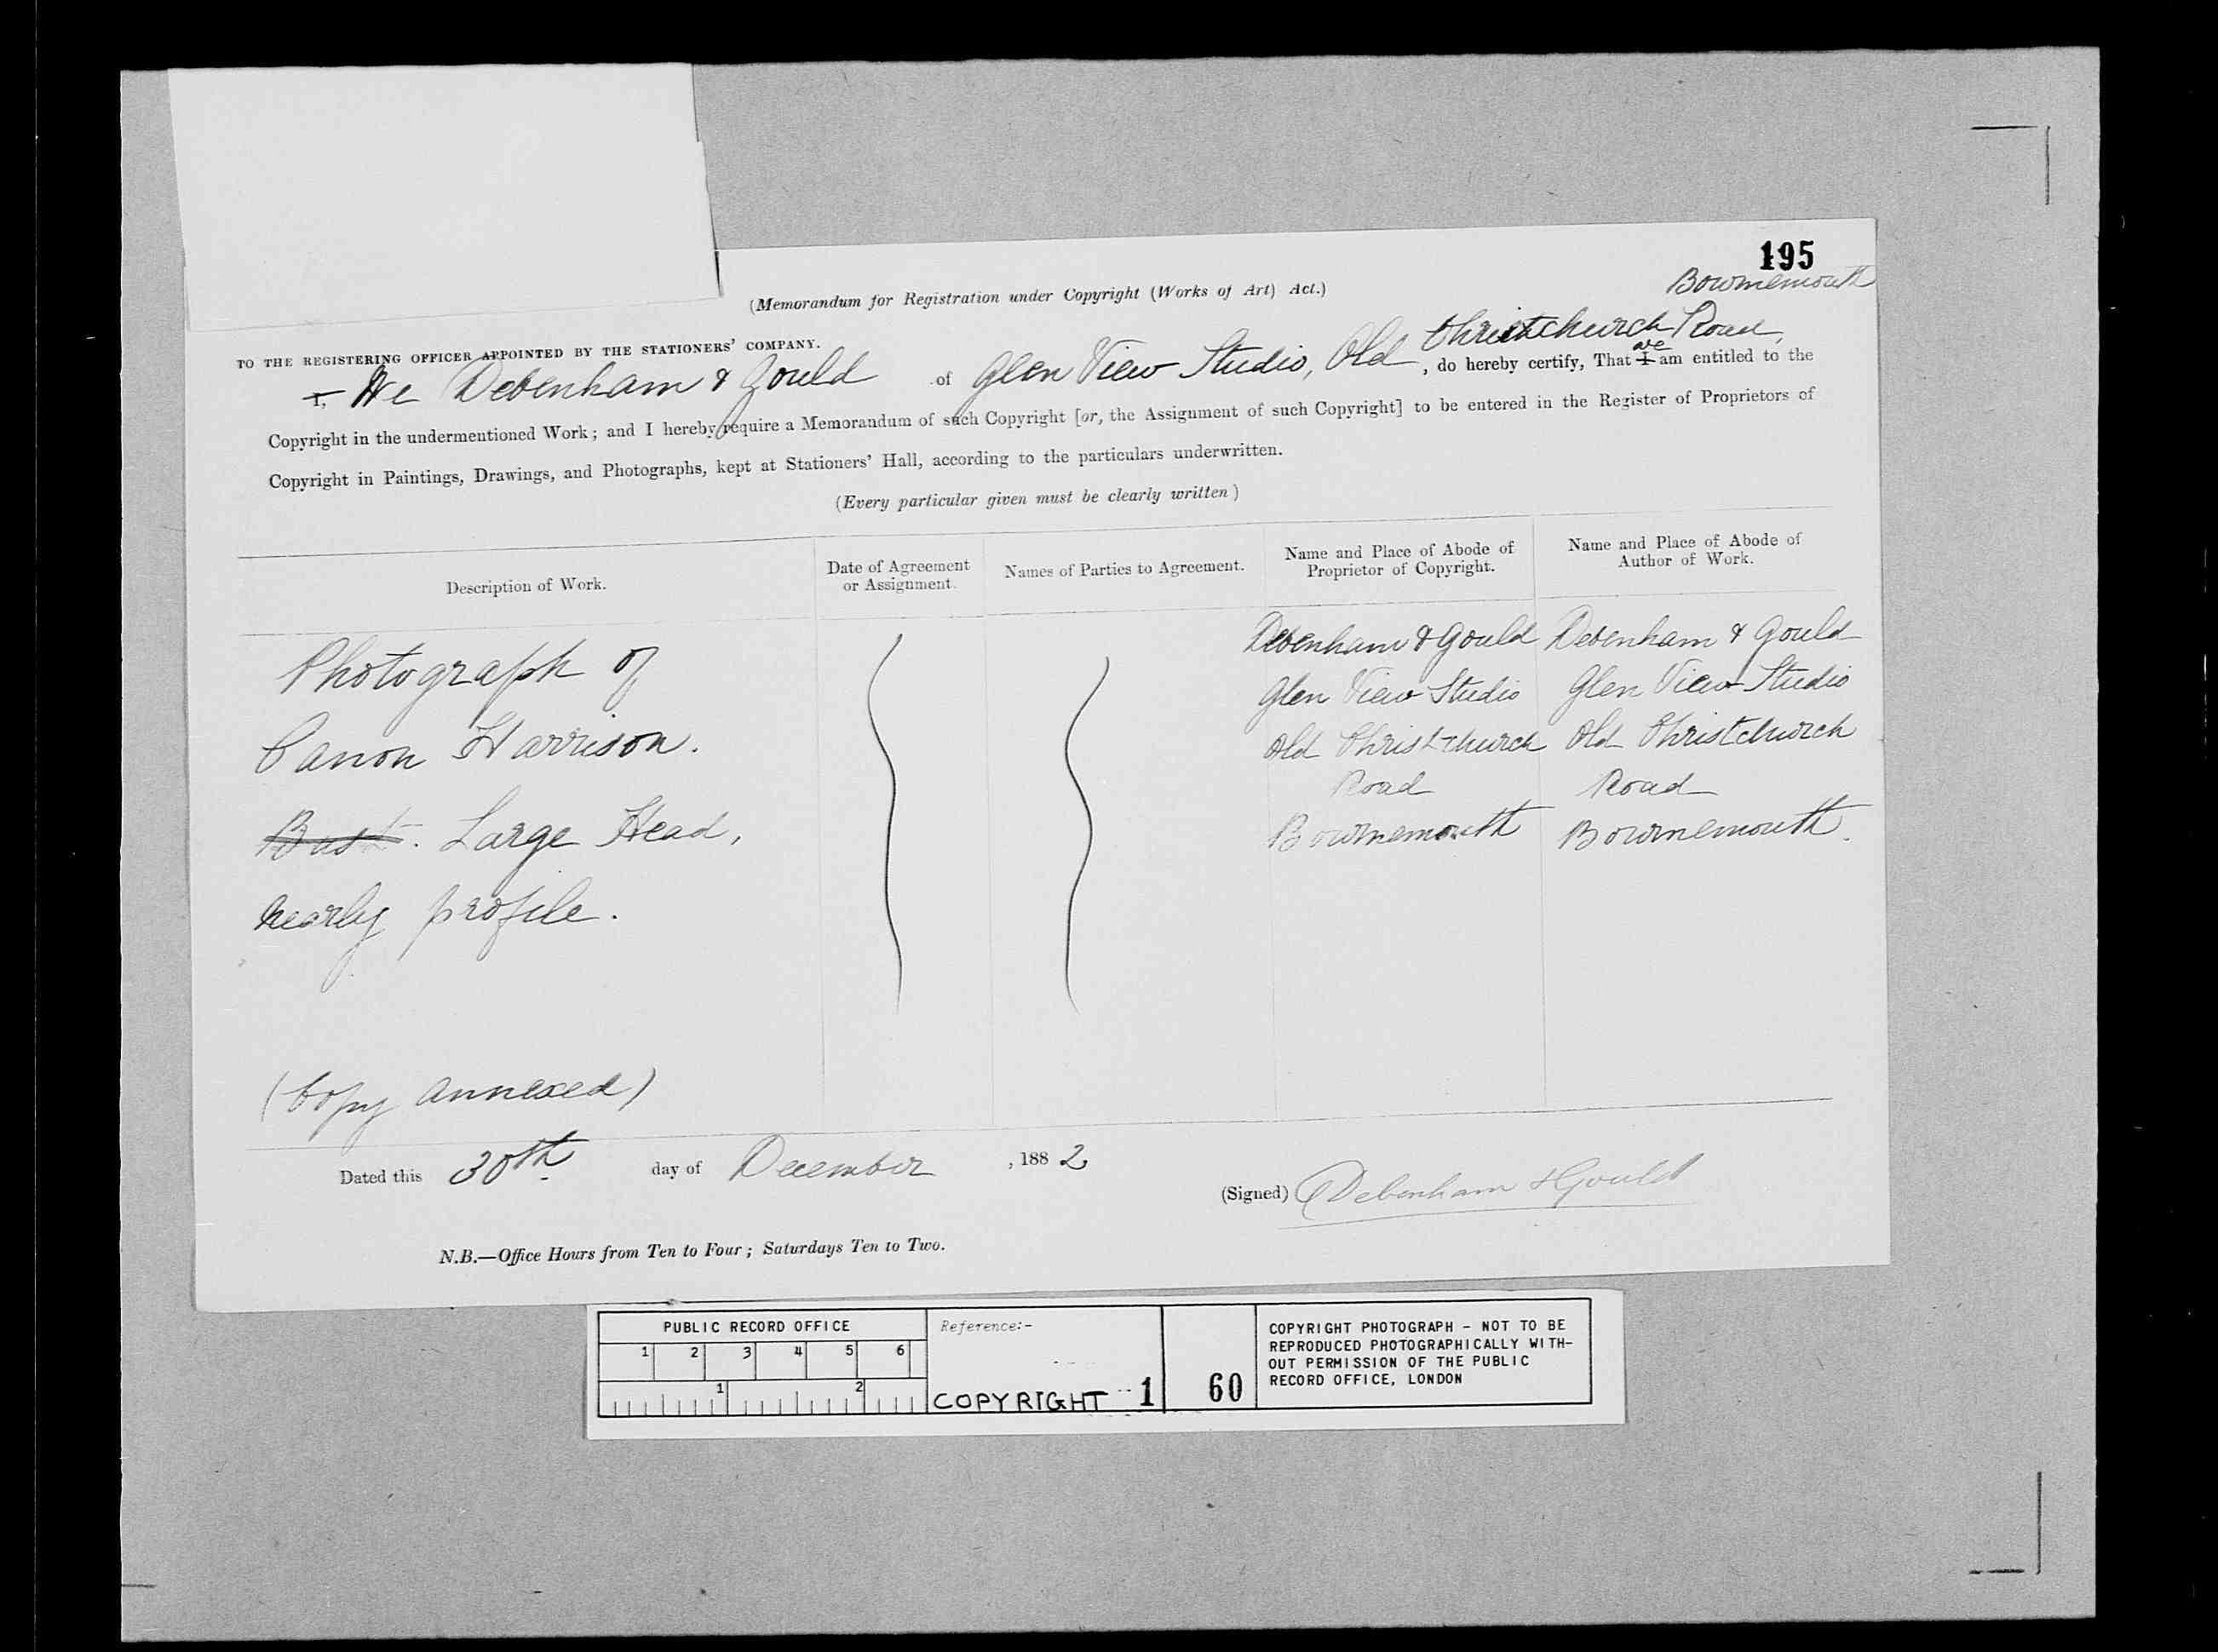 195
(Memorandum for Registration under Copyright (Works of Art) Act.)
Bournemouth
TO THE REGISTERING OFFICER APPOINTED BY THE STATIONERS' COMPANY.
Christchurch Road,
I, We Debenham & Gould of Glen View Studio, Old , do hereby certify, That I we am entitled to the
Copyright in the undermentioned Work; and I hereby require a Memorandum of such Copyright [or, the Assignment of such Copyright] to be entered in the Register of Proprietors of
Copyright in Paintings, Drawings, and Photographs, kept at Stationers' Hall, according to the particulars underwritten.
(Every particular given must be clearly written)
Description of Work.
Date of Agreement
or Assignment.
Names of Parties to Agreement.
Name and Place of Abode of
Proprietor of Copyright.
Name and Place of Abode of
Author of Work.
Photograph of
Canon Harrison.
Bust. Large Head,
nearly profile.
(Copy annexed)
Debenham & Gould
Glen View Studio
Old Christchurch
Road
Bournemouth
Debenham & Gould
Glen View Studio
Old Christchurch
Road
Bournemouth.
Dated this 30th day of December , 1882
(Signed) Debenham & Gould
N.B.—Office Hours from Ten to Four; Saturdays Ten to Two.
PUBLIC RECORD OFFICE
1 2 3 4 5 6
1 2
Reference:-
COPYRIGHT 1 60
COPYRIGHT PHOTOGRAPH - NOT TO BE
REPRODUCED PHOTOGRAPHICALLY WITH-
OUT PERMISSION OF THE PUBLIC
RECORD OFFICE, LONDON